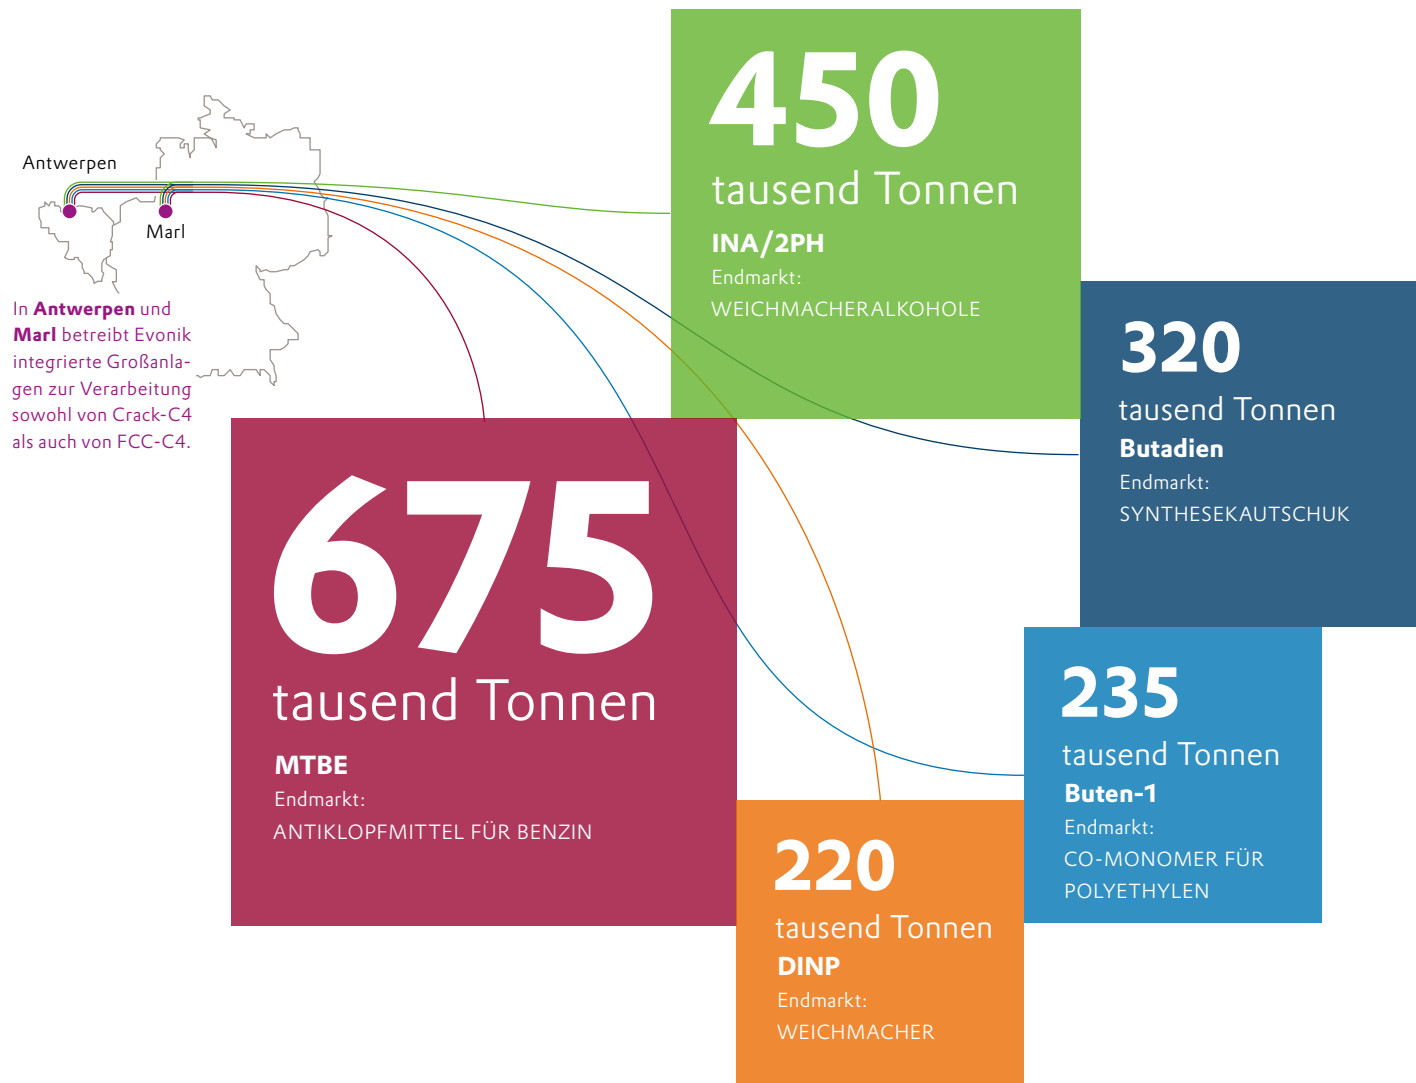 Antwerpen
Marl
In Antwerpen und
Marl betreibt Evonik
integrierte Großanla-
gen zur Verarbeitung
sowohl von Crack-C4
als auch von FCC-C4.
450
tausend Tonnen
INA/2PH
Endmarkt:
WEICHMACHERALKOHOLE
320
tausend Tonnen
Butadien
Endmarkt:
SYNTHESEKAUTSCHUK
675
tausend Tonnen
MTBE
Endmarkt:
ANTIKLOPFMITTEL FÜR BENZIN
235
tausend Tonnen
Buten-1
Endmarkt:
CO-MONOMER FÜR
POLYETHYLEN
220
tausend Tonnen
DINP
Endmarkt:
WEICHMACHER